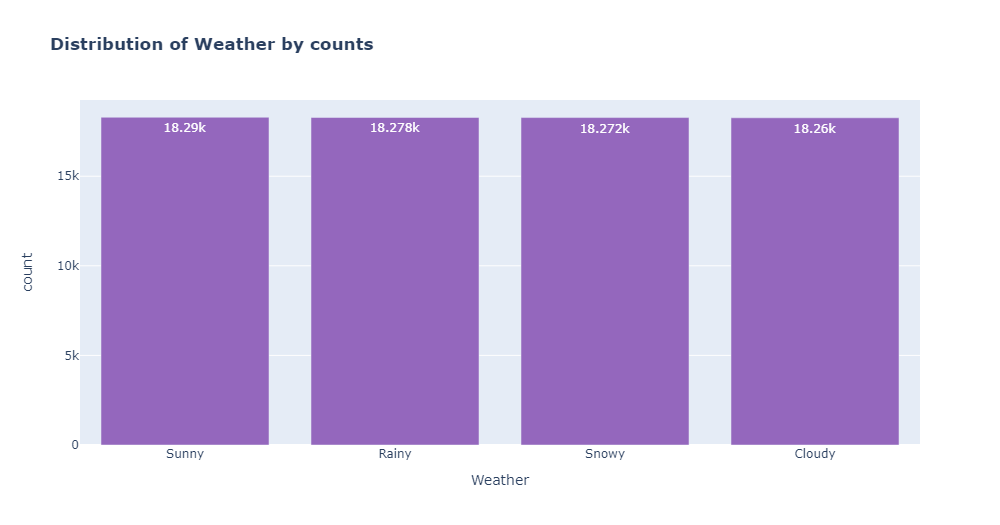 Distribution of Weather by counts
18.29k 18.278k 18.272k 18.26k
15k
10k
5k
0
count
Sunny Rainy Snowy Cloudy
Weather